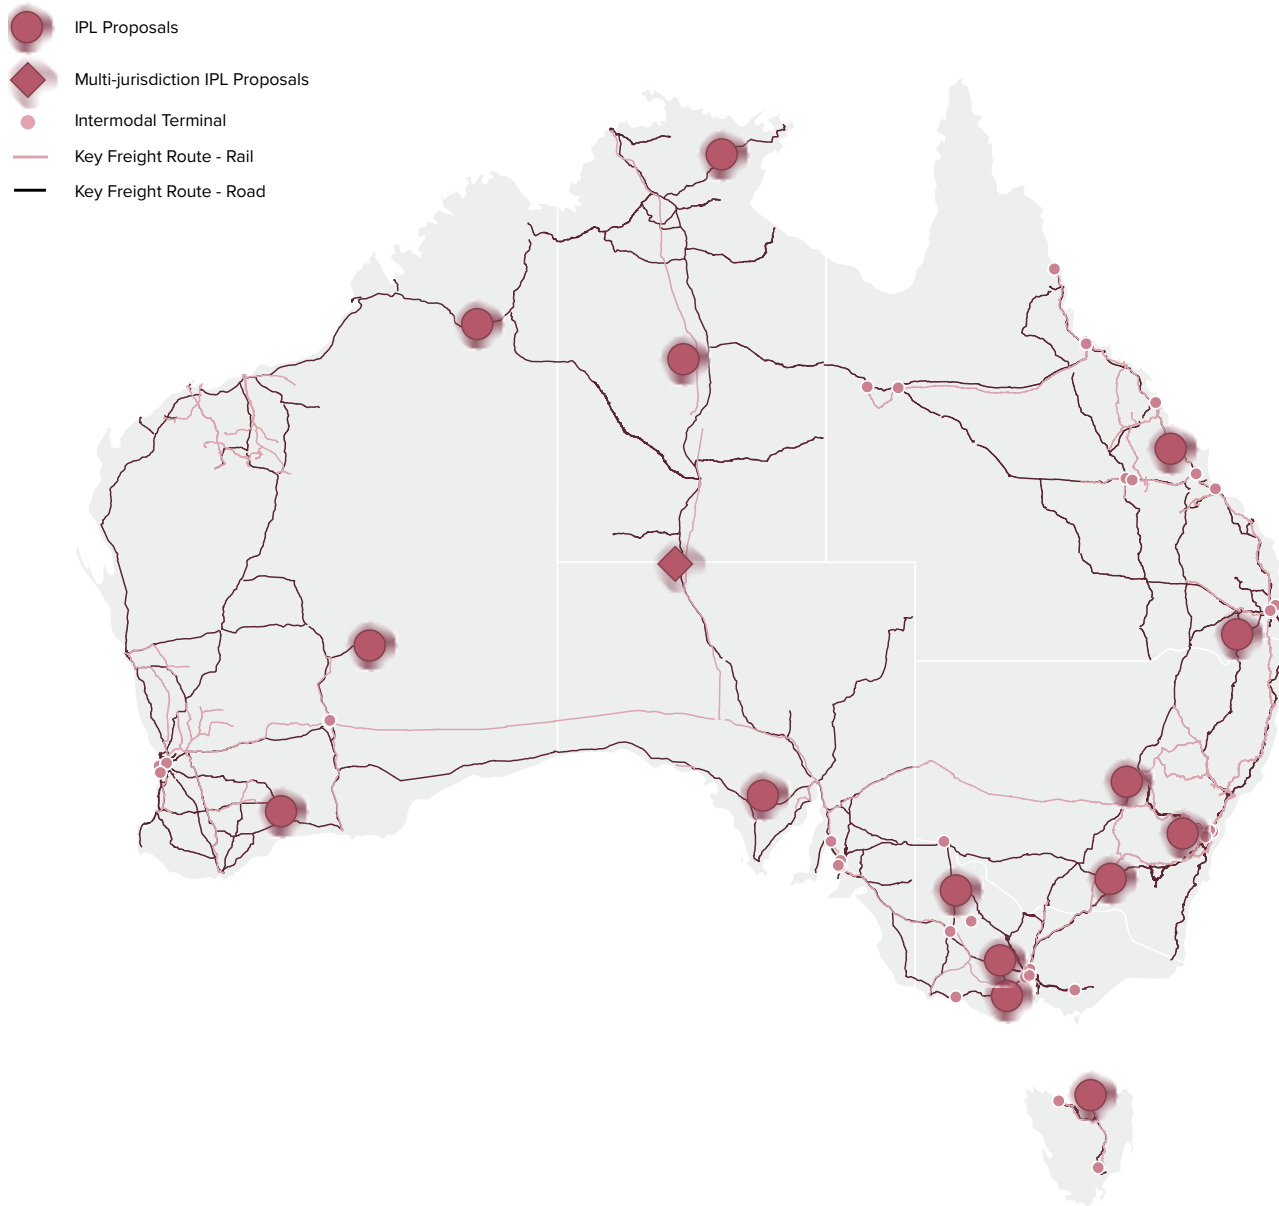 IPL Proposals
Multi-jurisdiction IPL Proposals
Intermodal Terminal
Key Freight Route - Rail
Key Freight Route - Road